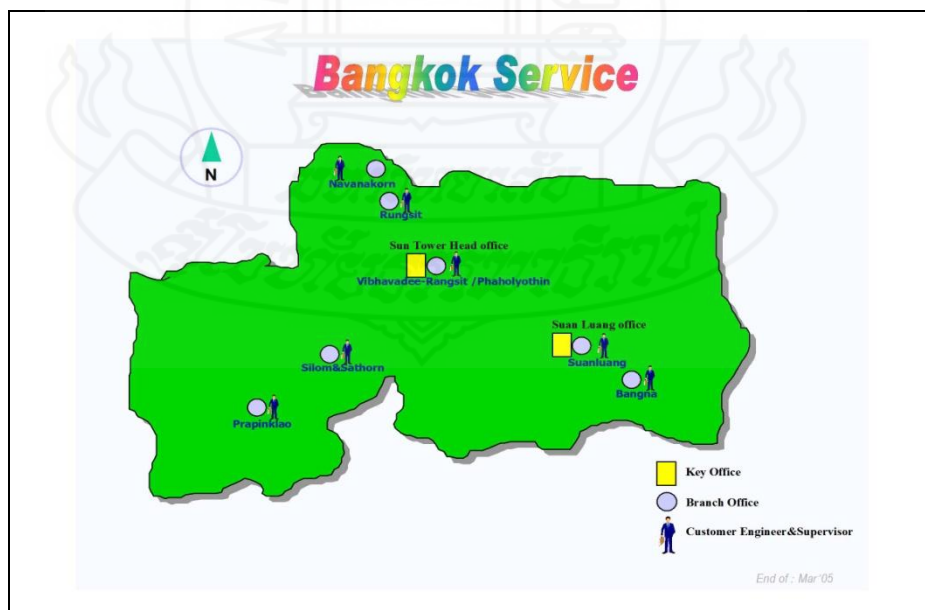 Bangkok Service
N
Navanakorn
Rungsit
Sun Tower Head office
Vibhavadee-Rangsit /Phaholyothin
Suan Luang office
Suanluang
Silom&Sathorn
Bangna
Prapinklao
Key Office
Branch Office
Customer Engineer&Supervisor
End of : Mar'05